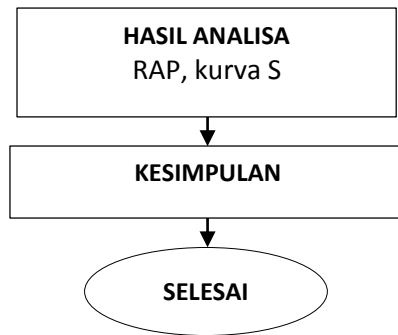 HASIL ANALISA
RAP, kurva S
KESIMPULAN
SELESAI